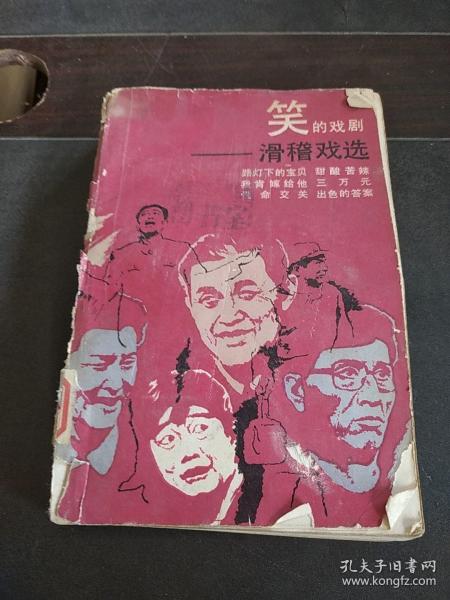 笑的戏剧
——滑稽戏选
路灯下的宝贝 甜酸苦辣
谁肯嫁给他 三万元
性命交关 出色的答案
孔夫子旧书网
www.kongfz.com